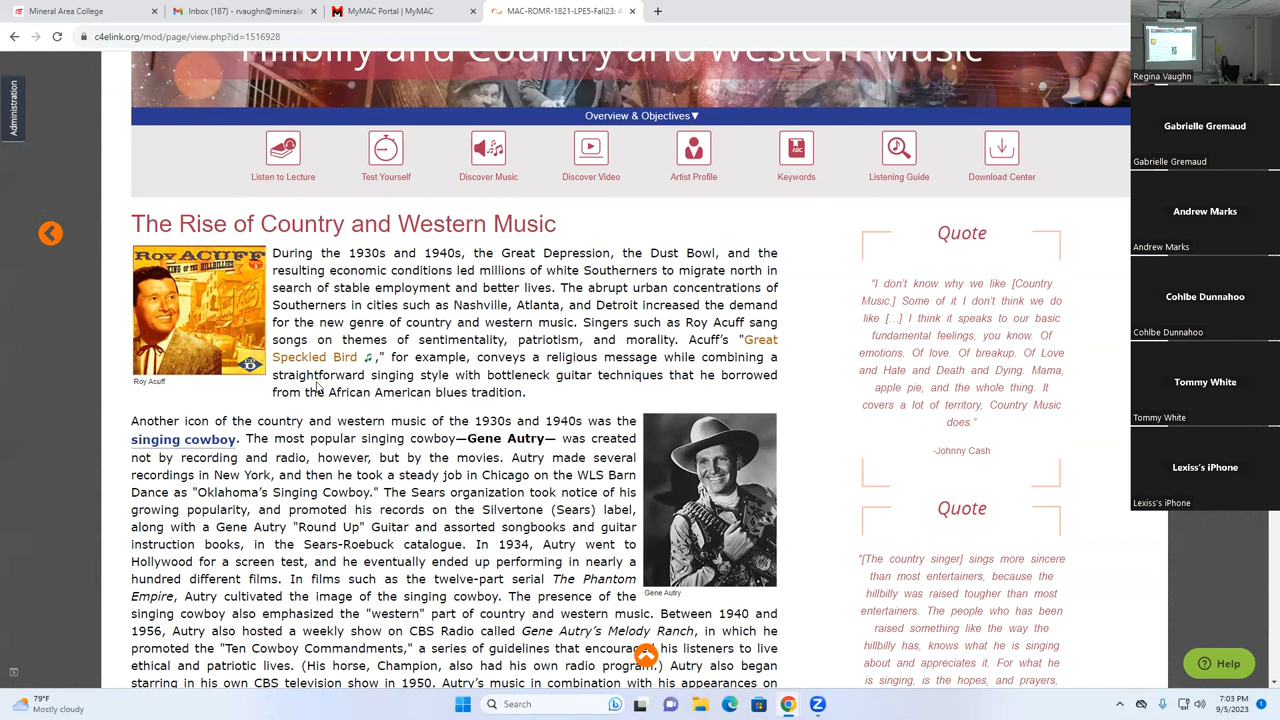 Mineral Area College
Inbox (187) - rvaughn@mineral
MyMAC Portal | MyMAC
MAC-ROMR-1821-LPE5-Fall23: 4
c4elink.org/mod/page/view.php?id=1516928
Administration
Hillbilly and Country and Western Music
Overview & Objectives▼
Listen to Lecture
Test Yourself
Discover Music
Discover Video
Artist Profile
ABC
Keywords
Listening Guide
Download Center
The Rise of Country and Western Music
ROY ACUFF
KING OF THE HILLBILLIES
Roy Acuff
During the 1930s and 1940s, the Great Depression, the Dust Bowl, and the
resulting economic conditions led millions of white Southerners to migrate north in
search of stable employment and better lives. The abrupt urban concentrations of
Southerners in cities such as Nashville, Atlanta, and Detroit increased the demand
for the new genre of country and western music. Singers such as Roy Acuff sang
songs on themes of sentimentality, patriotism, and morality. "Great
Speckled Bird ♫," for example, conveys a religious message while combining a
straightforward singing style with bottleneck guitar techniques that he borrowed
from the African American blues tradition.
Another icon of the country and western music of the 1930s and 1940s was the
singing cowboy. The most popular singing cowboy—Gene Autry— was created
not by recording and radio, however, but by the movies. Autry made several
recordings in New York, and then he took a steady job in Chicago on the WLS Barn
Dance as "Oklahoma's Singing Cowboy." The Sears organization took notice of his
growing popularity, and promoted his records on the Silvertone (Sears) label,
along with a Gene Autry "Round Up" Guitar and assorted songbooks and guitar
instruction books, in the Sears-Roebuck catalogue. In 1934, Autry went to
Hollywood for a screen test, and he eventually ended up performing in nearly a
hundred different films. In films such as the twelve-part serial The Phantom
Empire, Autry cultivated the image of the singing cowboy. The presence of the
singing cowboy also emphasized the "western" part of country and western music. Between 1940 and
1956, Autry also hosted a weekly show on CBS Radio called Gene Autry's Melody Ranch, in which he
promoted the "Ten Cowboy Commandments," a series of guidelines that encouraged his listeners to live
ethical and patriotic lives. (His horse, Champion, also had his own radio program.) Autry also began
starring in his own CBS television show in 1950. Music in combination with his appearances on
Gene Autry
Quote
"I don't know why we like [Country
Music.] Some of it I don't think we do
like [...] I think it speaks to our basic
fundamental feelings, you know. Of
emotions. Of love. Of breakup. Of Love
and Hate and Death and Dying. Mama,
apple pie, and the whole thing. It
covers a lot of territory, Country Music
does."
-Johnny Cash
Quote
"[The country singer] sings more sincere
than most entertainers, because the
hillbilly was raised tougher than most
entertainers. The people who has been
raised something like the way the
hillbilly has, knows what he is singing
about and appreciates it. For what he
is singing, is the hopes, and prayers,
Help
Regina Vaughn
Gabrielle Gremaud
Gabrielle Gremaud
Andrew Marks
Andrew Marks
Cohlbe Dunnahoo
Cohlbe Dunnahoo
Tommy White
Tommy White
Lexiss's iPhone
Lexiss's iPhone
79°F
Mostly cloudy
Search
7:03 PM
9/5/2023